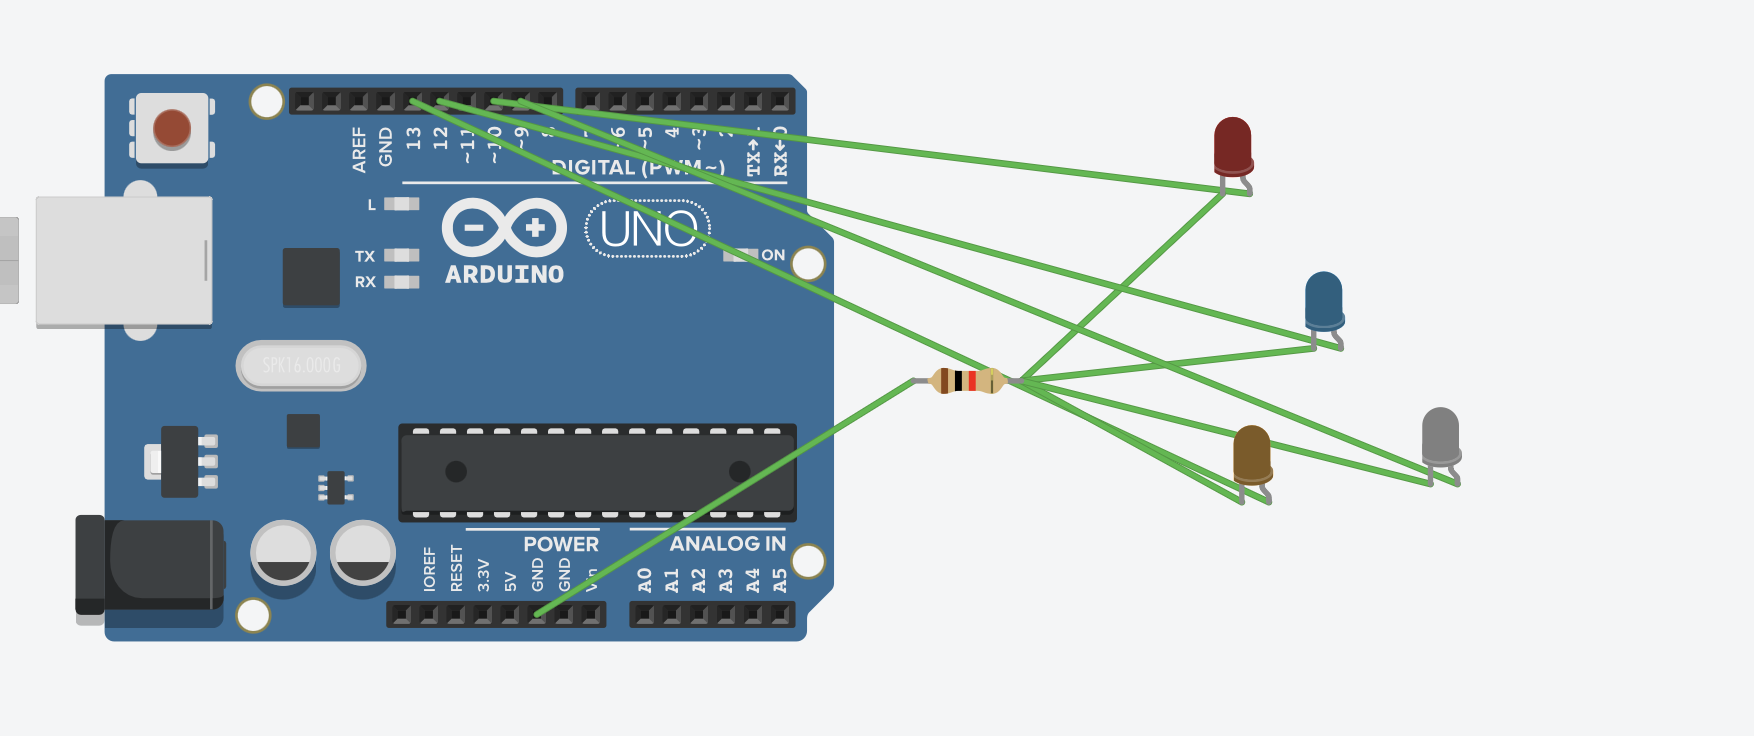 AREF
GND
13
12
~11
~10
~9
8
~6
~5
4
~3
2
TX→1
RX←0
DIGITAL (PWM~)
L
TX
RX
ARDUINO
UNO
ON
SPK16.000G
POWER
ANALOG IN
IOREF
RESET
3.3V
5V
GND
GND
Vin
A0
A1
A2
A3
A4
A5